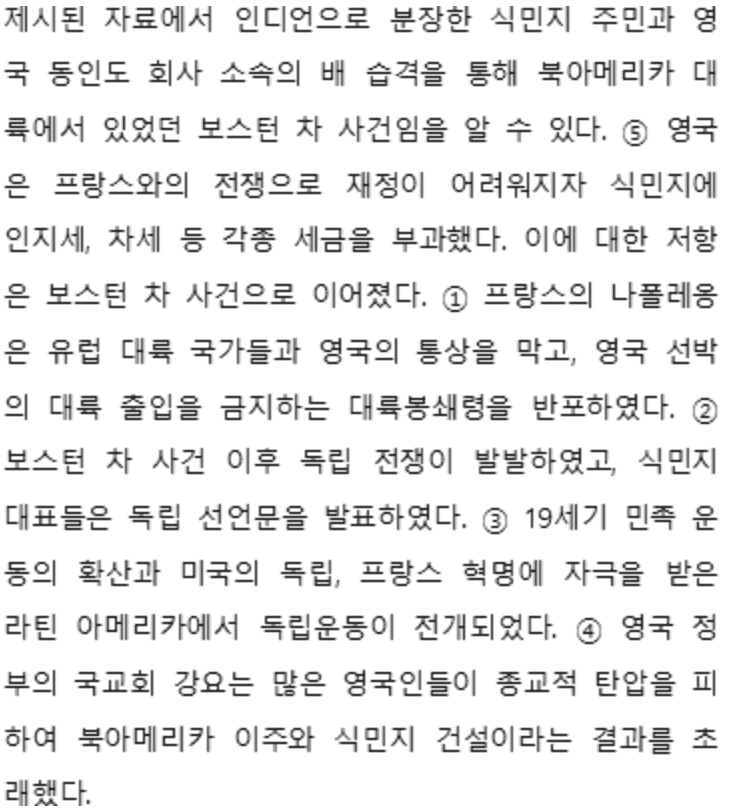 제시된 자료에서 인디언으로 분장한 식민지 주민과 영
국 동인도 회사 소속의 배 습격을 통해 북아메리카 대
륙에서 있었던 보스턴 차 사건임을 알 수 있다. ⑤ 영국
은 프랑스와의 전쟁으로 재정이 어려워지자 식민지에
인지세, 차세 등 각종 세금을 부과했다. 이에 대한 저항
은 보스턴 차 사건으로 이어졌다. ① 프랑스의 나폴레옹
은 유럽 대륙 국가들과 영국의 통상을 막고, 영국 선박
의 대륙 출입을 금지하는 대륙봉쇄령을 반포하였다. ②
보스턴 차 사건 이후 독립 전쟁이 발발하였고, 식민지
대표들은 독립 선언문을 발표하였다. ③ 19세기 민족 운
동의 확산과 미국의 독립, 프랑스 혁명에 자극을 받은
라틴 아메리카에서 독립운동이 전개되었다. ④ 영국 정
부의 국교회 강요는 많은 영국인들이 종교적 탄압을 피
하여 북아메리카 이주와 식민지 건설이라는 결과를 초
래했다.